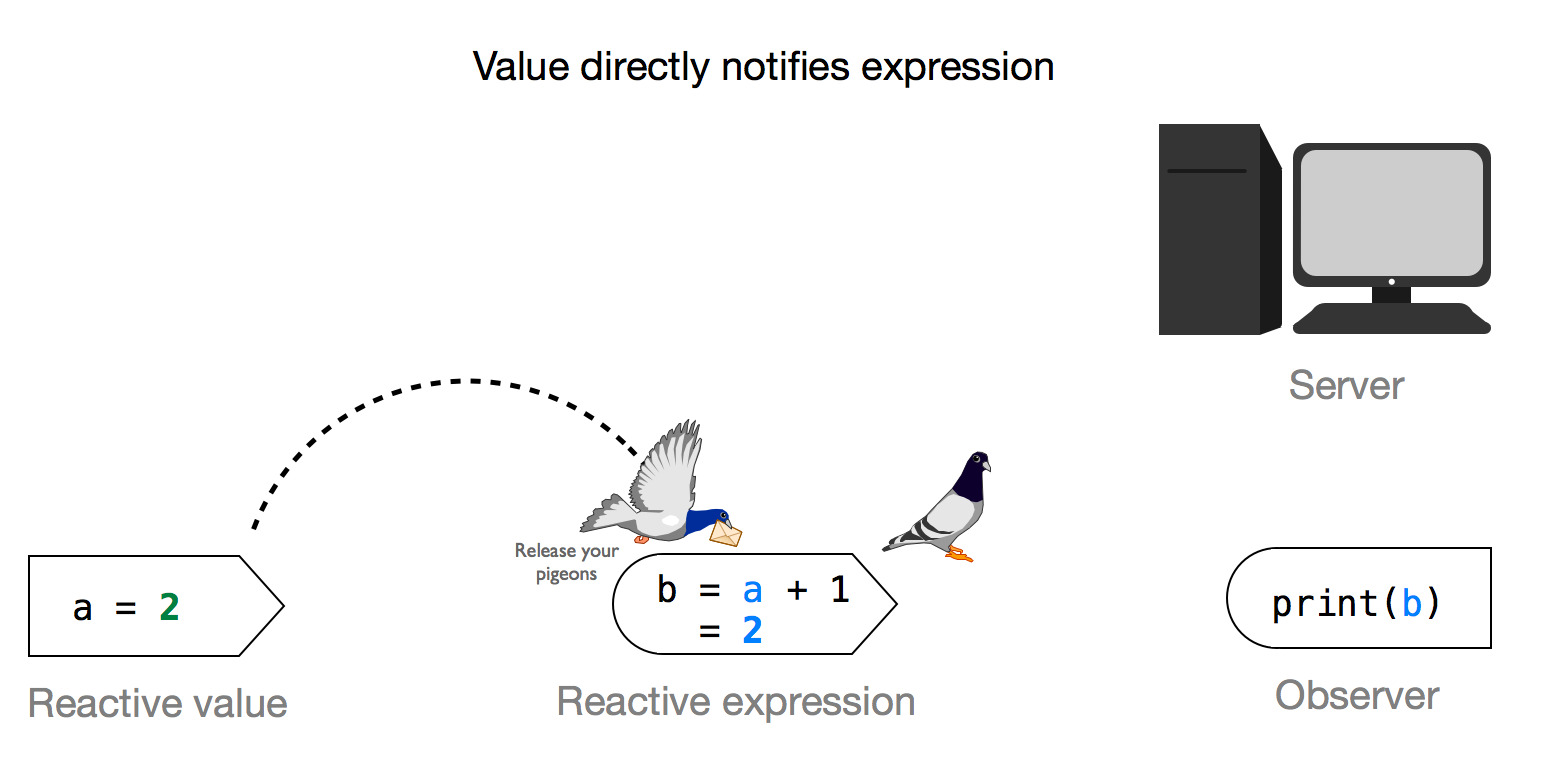 Value directly notifies expression
Server
Release your
pigeons
a = 2
b = a + 1
= 2
print(b)
Reactive value
Reactive expression
Observer